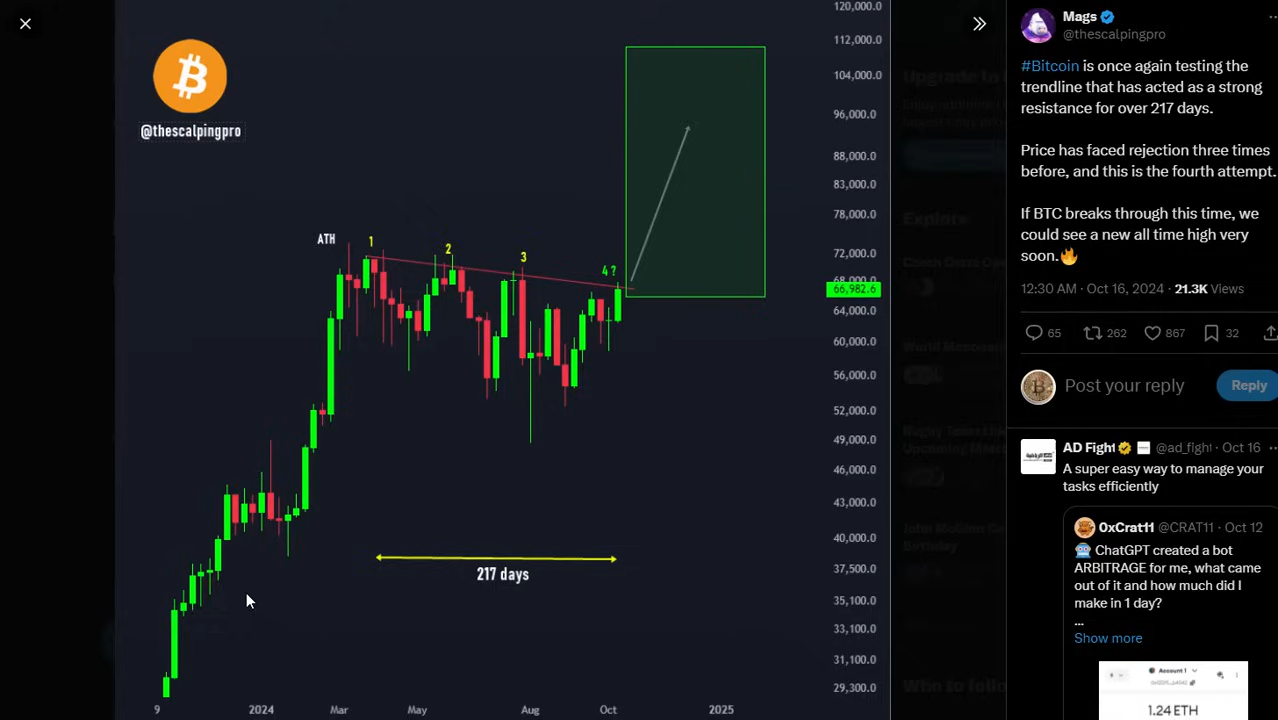 @thescalpingpro
ATH
1
2
3
4 ?
217 days
120,000.0
112,000.0
104,000.0
96,000.0
88,000.0
83,000.0
78,000.0
72,000.0
68,000.0
66,982.6
64,000.0
60,000.0
56,000.0
52,000.0
49,000.0
46,000.0
43,000.0
40,000.0
37,500.0
35,100.0
33,100.0
31,100.0
29,300.0
9 2024 Mar May Aug Oct 2025
Mags
@thescalpingpro
#Bitcoin is once again testing the
trendline that has acted as a strong
resistance for over 217 days.
Price has faced rejection three times
before, and this is the fourth attempt.
If BTC breaks through this time, we
could see a new all time high very
soon.🔥
12:30 AM · Oct 16, 2024 · 21.3K Views
65 262 867 32
Post your reply
Reply
AD Fight @ad_fight · Oct 16
A super easy way to manage your
tasks efficiently
0xCrat11 @CRAT11 · Oct 12
🤖 ChatGPT created a bot
ARBITRAGE for me, what came
out of it and how much did I
make in 1 day?
...
Show more
Account 1
1.24 ETH